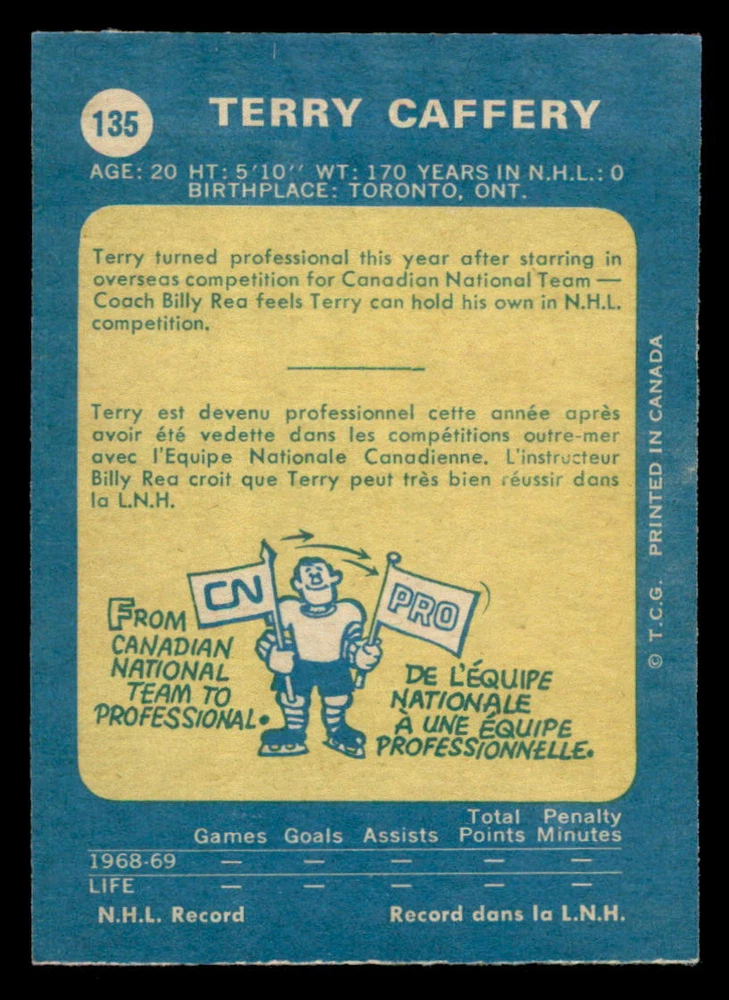 135
TERRY CAFFERY
AGE: 20 HT: 5'10'' WT: 170 YEARS IN N.H.L.: 0
BIRTHPLACE: TORONTO, ONT.
Terry turned professional this year after starring in
overseas competition for Canadian National Team —
Coach Billy Rea feels Terry can hold his own in N.H.L.
competition.
Terry est devenu professionnel cette année après
avoir été vedette dans les compétitions outre-mer
avec l'Equipe Nationale Canadienne. L'instructeur
Billy Rea croit que Terry peut très bien réussir dans
la L.N.H.
CN
PRO
FROM
CANADIAN
NATIONAL
TEAM TO
PROFESSIONAL.
DE L'ÉQUIPE
NATIONALE
À UNE ÉQUIPE
PROFESSIONNELLE.
© T.C.G. PRINTED IN CANADA
Games Goals Assists Total Points Penalty Minutes
1968-69 — — — — —
LIFE — — — — —
N.H.L. Record Record dans la L.N.H.